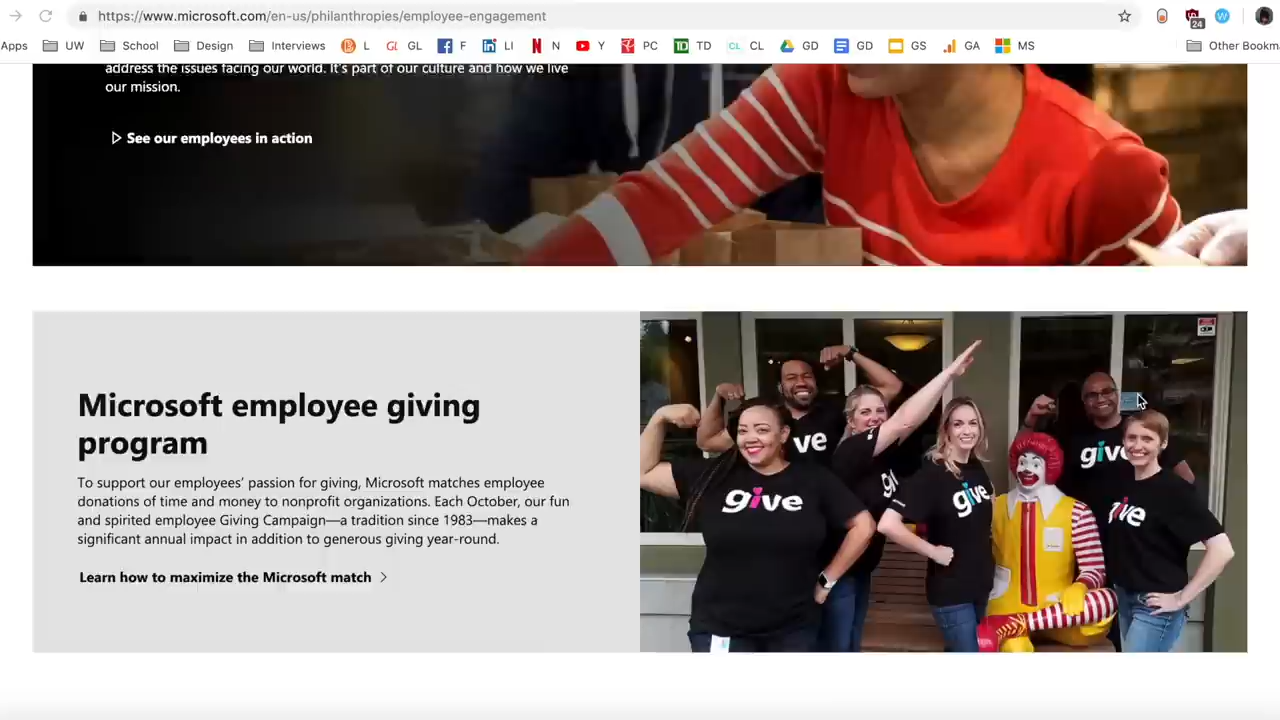 https://www.microsoft.com/en-us/philanthropies/employee-engagement
24
W
Apps UW School Design Interviews L GL F LI N Y PC TD CL GD GD GS GA MS Other Bookm
address the issues facing our world. It's part of our culture and how we live
our mission.
See our employees in action
Microsoft employee giving
program
To support our employees' passion for giving, Microsoft matches employee
donations of time and money to nonprofit organizations. Each October, our fun
and spirited employee Giving Campaign—a tradition since 1983—makes a
significant annual impact in addition to generous giving year-round.
Learn how to maximize the Microsoft match
give
ve
give
give
give